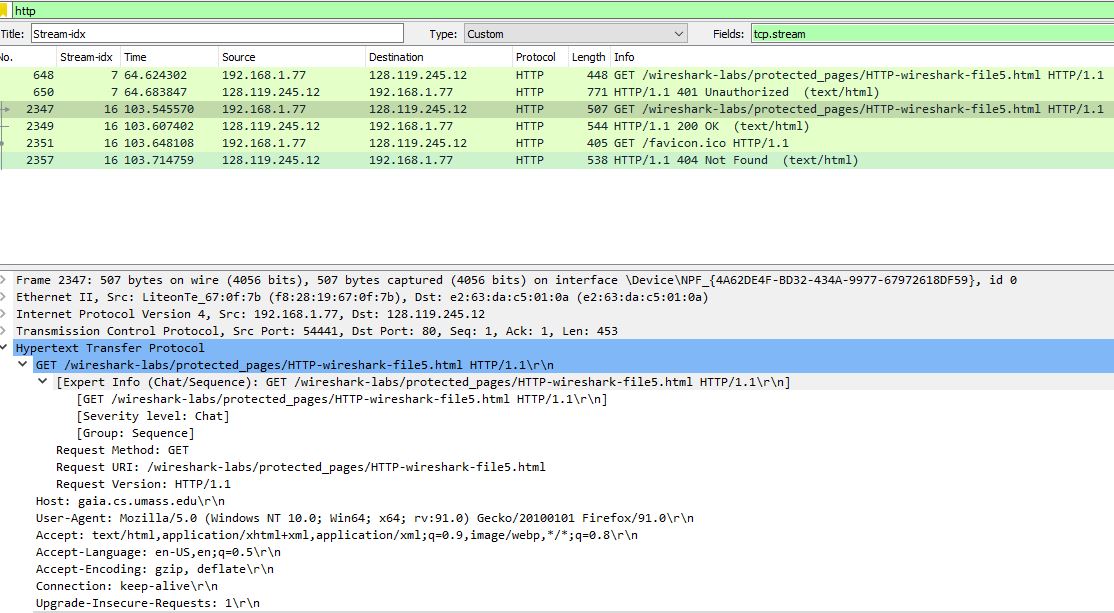 http
Title: Stream-idx Type: Custom Fields: tcp.stream
No. Stream-idx Time Source Destination Protocol Length Info
648 7 64.624302 192.168.1.77 128.119.245.12 HTTP 448 GET /wireshark-labs/protected_pages/HTTP-wireshark-file5.html HTTP/1.1
650 7 64.683847 128.119.245.12 192.168.1.77 HTTP 771 HTTP/1.1 401 Unauthorized (text/html)
2347 16 103.545570 192.168.1.77 128.119.245.12 HTTP 507 GET /wireshark-labs/protected_pages/HTTP-wireshark-file5.html HTTP/1.1
2349 16 103.607402 128.119.245.12 192.168.1.77 HTTP 544 HTTP/1.1 200 OK (text/html)
2351 16 103.648108 192.168.1.77 128.119.245.12 HTTP 405 GET /favicon.ico HTTP/1.1
2357 16 103.714759 128.119.245.12 192.168.1.77 HTTP 538 HTTP/1.1 404 Not Found (text/html)
Frame 2347: 507 bytes on wire (4056 bits), 507 bytes captured (4056 bits) on interface \Device\NPF_{4A62DE4F-BD32-434A-9977-67972618DF59}, id 0
Ethernet II, Src: LiteonTe_67:0f:7b (f8:28:19:67:0f:7b), Dst: e2:63:da:c5:01:0a (e2:63:da:c5:01:0a)
Internet Protocol Version 4, Src: 192.168.1.77, Dst: 128.119.245.12
Transmission Control Protocol, Src Port: 54441, Dst Port: 80, Seq: 1, Ack: 1, Len: 453
Hypertext Transfer Protocol
GET /wireshark-labs/protected_pages/HTTP-wireshark-file5.html HTTP/1.1\r\n
[Expert Info (Chat/Sequence): GET /wireshark-labs/protected_pages/HTTP-wireshark-file5.html HTTP/1.1\r\n]
[GET /wireshark-labs/protected_pages/HTTP-wireshark-file5.html HTTP/1.1\r\n]
[Severity level: Chat]
[Group: Sequence]
Request Method: GET
Request URI: /wireshark-labs/protected_pages/HTTP-wireshark-file5.html
Request Version: HTTP/1.1
Host: gaia.cs.umass.edu\r\n
User-Agent: Mozilla/5.0 (Windows NT 10.0; Win64; x64; rv:91.0) Gecko/20100101 Firefox/91.0\r\n
Accept: text/html,application/xhtml+xml,application/xml;q=0.9,image/webp,*/*;q=0.8\r\n
Accept-Language: en-US,en;q=0.5\r\n
Accept-Encoding: gzip, deflate\r\n
Connection: keep-alive\r\n
Upgrade-Insecure-Requests: 1\r\n